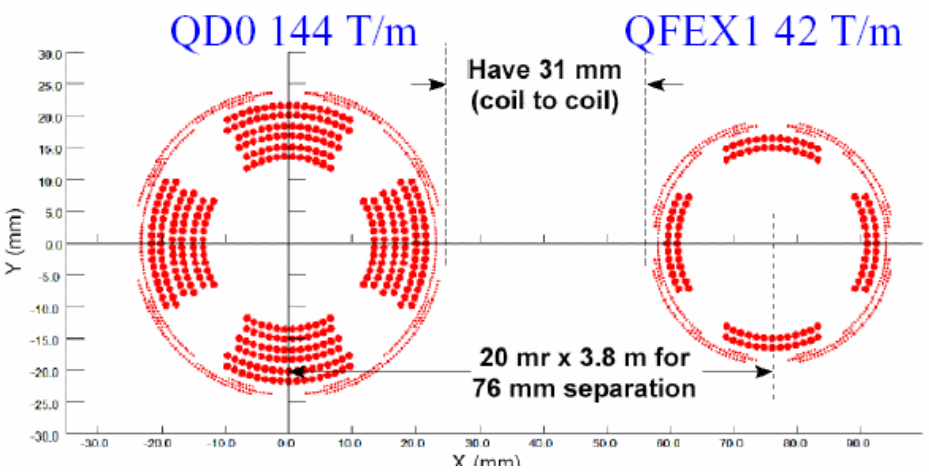 QD0 144 T/m
QFEX1 42 T/m
Have 31 mm
(coil to coil)
20 mr x 3.8 m for
76 mm separation
Y (mm)
30.0
25.0
20.0
15.0
10.0
5.0
0.0
-5.0
-10.0
-15.0
-20.0
-25.0
-30.0
-30.0 -20.0 -10.0 0.0 10.0 20.0 30.0 40.0 50.0 60.0 70.0 80.0 90.0
X (mm)